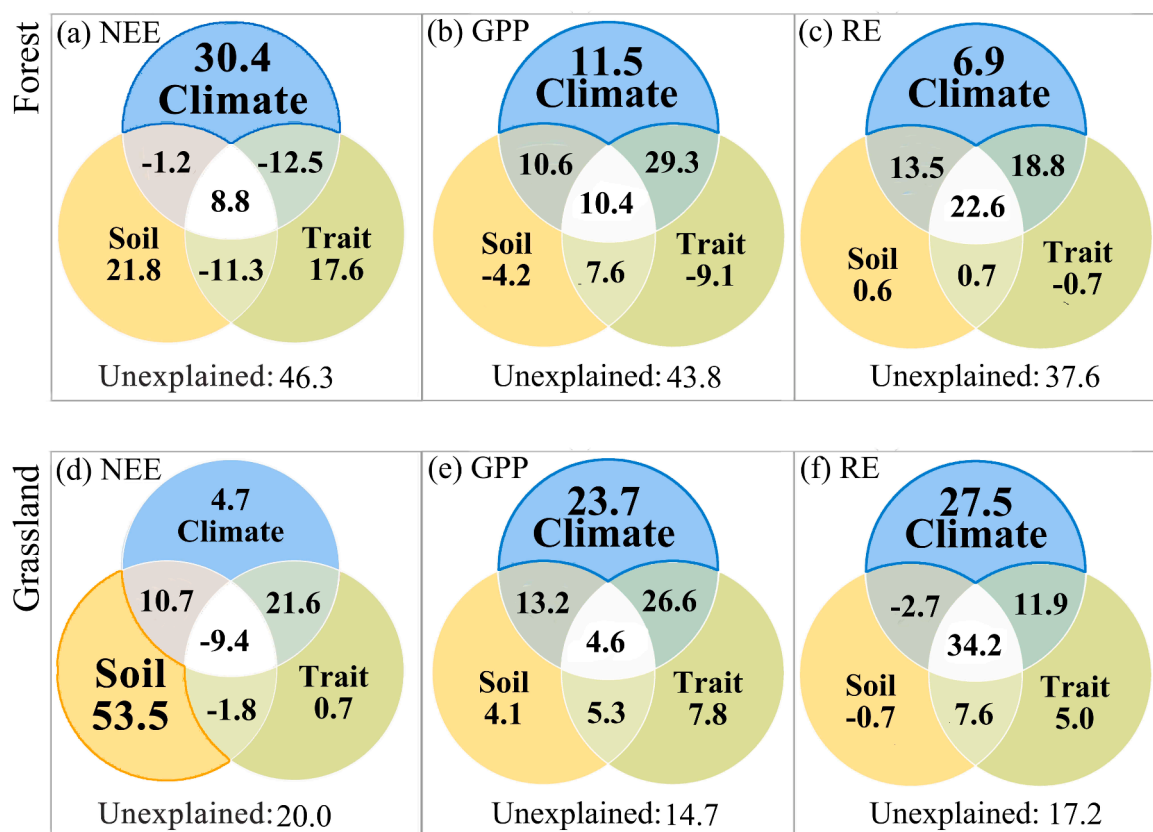 Forest
(a) NEE
30.4
Climate
-1.2
-12.5
8.8
Soil
21.8
Trait
17.6
-11.3
Unexplained: 46.3
(b) GPP
11.5
Climate
10.6
29.3
10.4
Soil
-4.2
Trait
-9.1
7.6
Unexplained: 43.8
(c) RE
6.9
Climate
13.5
18.8
22.6
Soil
0.6
Trait
-0.7
0.7
Unexplained: 37.6
Grassland
(d) NEE
4.7
Climate
10.7
21.6
-9.4
Soil
53.5
Trait
0.7
-1.8
Unexplained: 20.0
(e) GPP
23.7
Climate
13.2
26.6
4.6
Soil
4.1
Trait
7.8
5.3
Unexplained: 14.7
(f) RE
27.5
Climate
-2.7
11.9
34.2
Soil
-0.7
Trait
5.0
7.6
Unexplained: 17.2